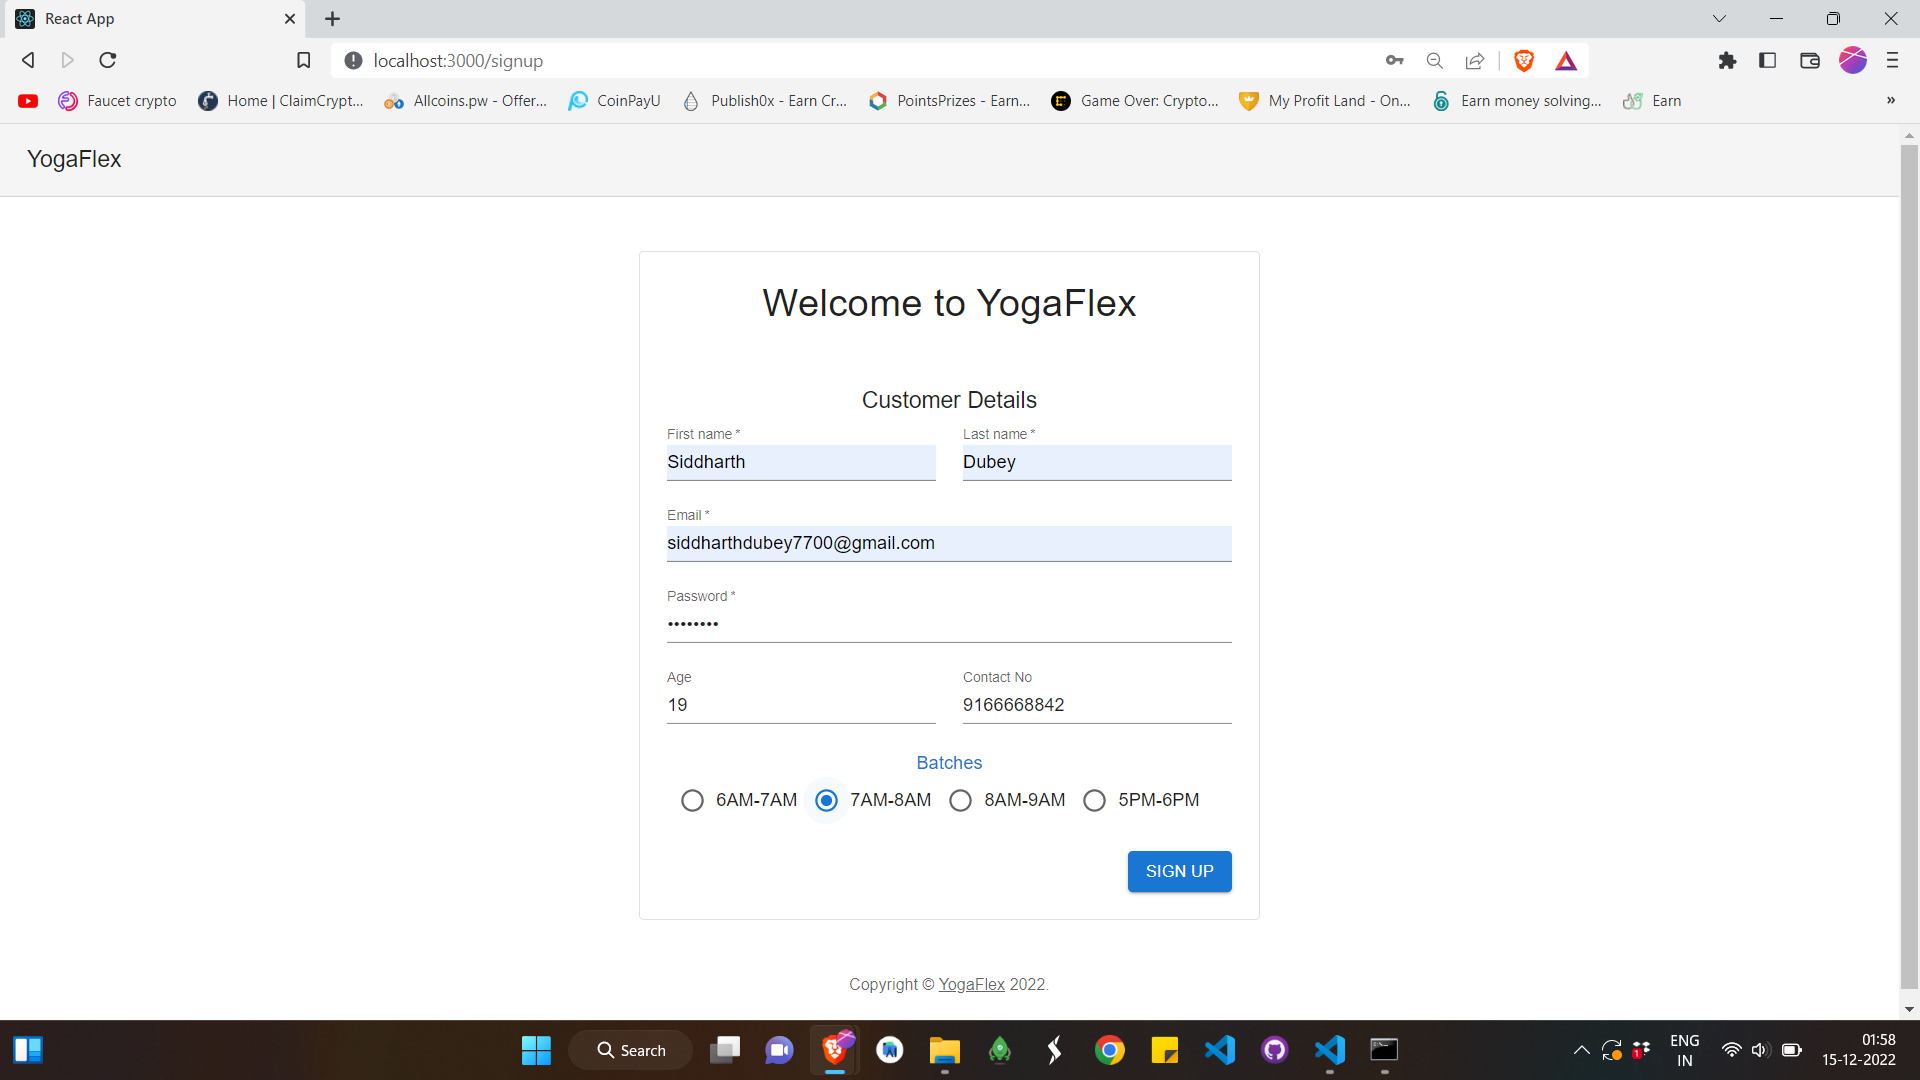 React App
localhost:3000/signup
Faucet crypto Home | ClaimCrypt... Allcoins.pw - Offer... CoinPayU Publish0x - Earn Cr... PointsPrizes - Earn... Game Over: Crypto... My Profit Land - On... Earn money solving... Earn »
YogaFlex
Welcome to YogaFlex
Customer Details
First name * Last name *
Siddharth Dubey
Email *
siddharthdubey7700@gmail.com
Password *
••••••••
Age Contact No
19 9166668842
Batches
6AM-7AM 7AM-8AM 8AM-9AM 5PM-6PM
SIGN UP
Copyright © YogaFlex 2022.
Search
ENG
IN
01:58
15-12-2022
1